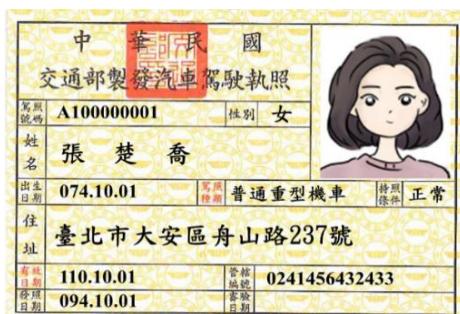 中華民國
交通部製發汽車駕駛執照
駕照號碼 A100000001 性別 女
姓名 張楚喬
出生日期 074.10.01 駕照種類 普通重型機車 持照條件 正常
住址 臺北市大安區舟山路237號
有效日期 110.10.01 管轄編號 0241456432433
發照日期 094.10.01 審驗日期